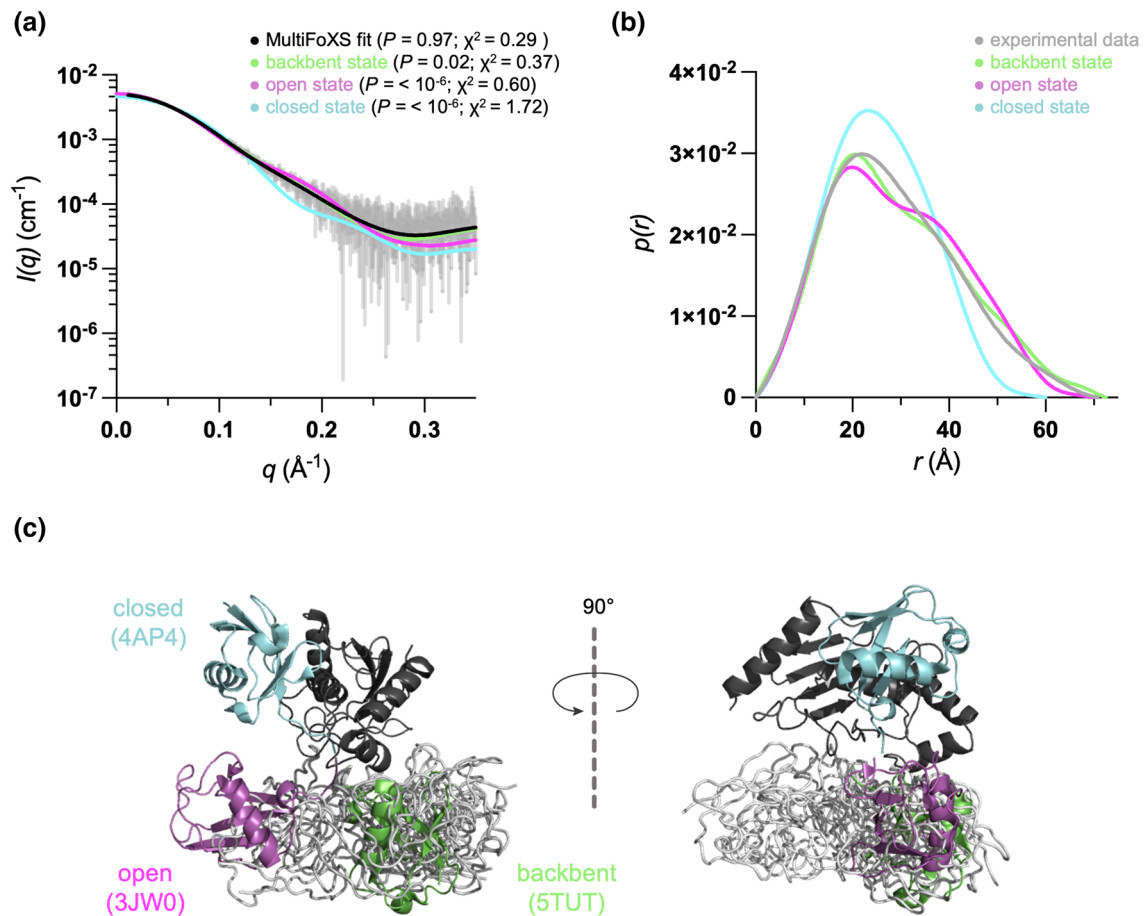 (a)
MultiFoXS fit (P = 0.97; χ² = 0.29 )
backbent state (P = 0.02; χ² = 0.37)
open state (P = < 10⁻⁶; χ² = 0.60)
closed state (P = < 10⁻⁶; χ² = 1.72)
10⁻²
10⁻³
10⁻⁴
10⁻⁵
10⁻⁶
10⁻⁷
I(q) (cm⁻¹)
0.0 0.1 0.2 0.3
q (Å⁻¹)
(b)
experimental data
backbent state
open state
closed state
4×10⁻²
3×10⁻²
2×10⁻²
1×10⁻²
0
p(r)
0 20 40 60
r (Å)
(c)
closed
(4AP4)
90°
open
(3JW0)
backbent
(5TUT)